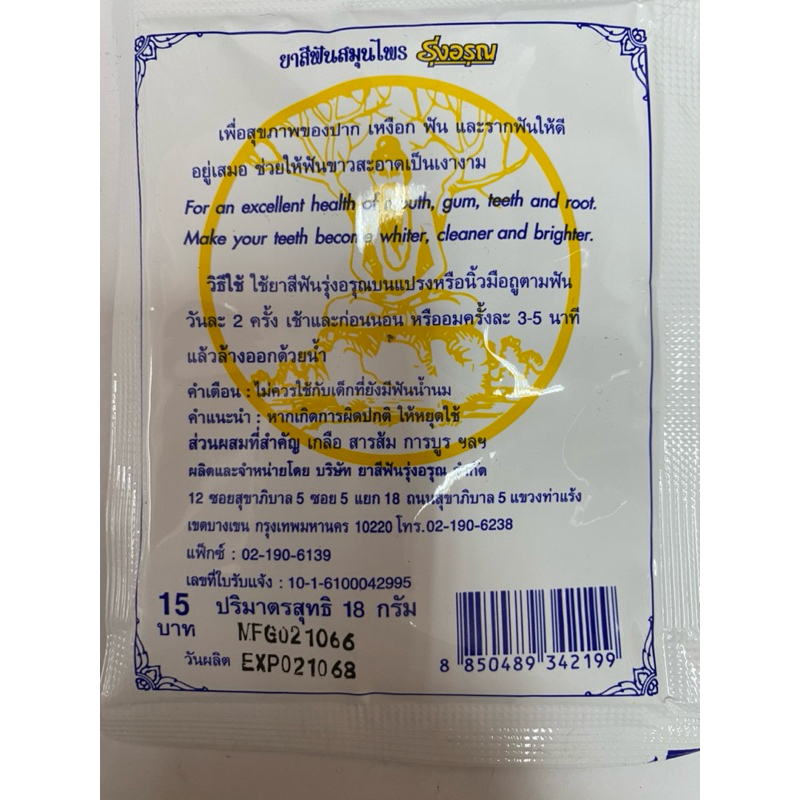 ยาสีฟันสมุนไพร รุ่งอรุณ
เพื่อสุขภาพของปาก เหงือก ฟัน และรากฟันให้ดี
อยู่เสมอ ช่วยให้ฟันขาวสะอาดเป็นเงางาม
For an excellent health of mouth, gum, teeth and root.
Make your teeth become whiter, cleaner and brighter.
วิธีใช้ ใช้ยาสีฟันรุ่งอรุณบนแปรงหรือนิ้วมือถูตามฟัน
วันละ 2 ครั้ง เช้าและก่อนนอน หรืออมครั้งละ 3-5 นาที
แล้วล้างออกด้วยน้ำ
คำเตือน : ไม่ควรใช้กับเด็กที่ยังมีฟันน้ำนม
คำแนะนำ : หากเกิดการผิดปกติ ให้หยุดใช้
ส่วนผสมที่สำคัญ เกลือ สารส้ม การบูร ฯลฯ
ผลิตและจำหน่ายโดย บริษัท ยาสีฟันรุ่งอรุณ จำกัด
12 ซอยสุขาภิบาล 5 ซอย 5 แยก 18 ถนนสุขาภิบาล 5 แขวงท่าแร้ง
เขตบางเขน กรุงเทพมหานคร 10220 โทร.02-190-6238
แฟ็กซ์ : 02-190-6139
เลขที่ใบรับแจ้ง : 10-1-6100042995
15 ปริมาตรสุทธิ 18 กรัม
บาท MFG021066
วันผลิต EXP021068
8 850489 342199